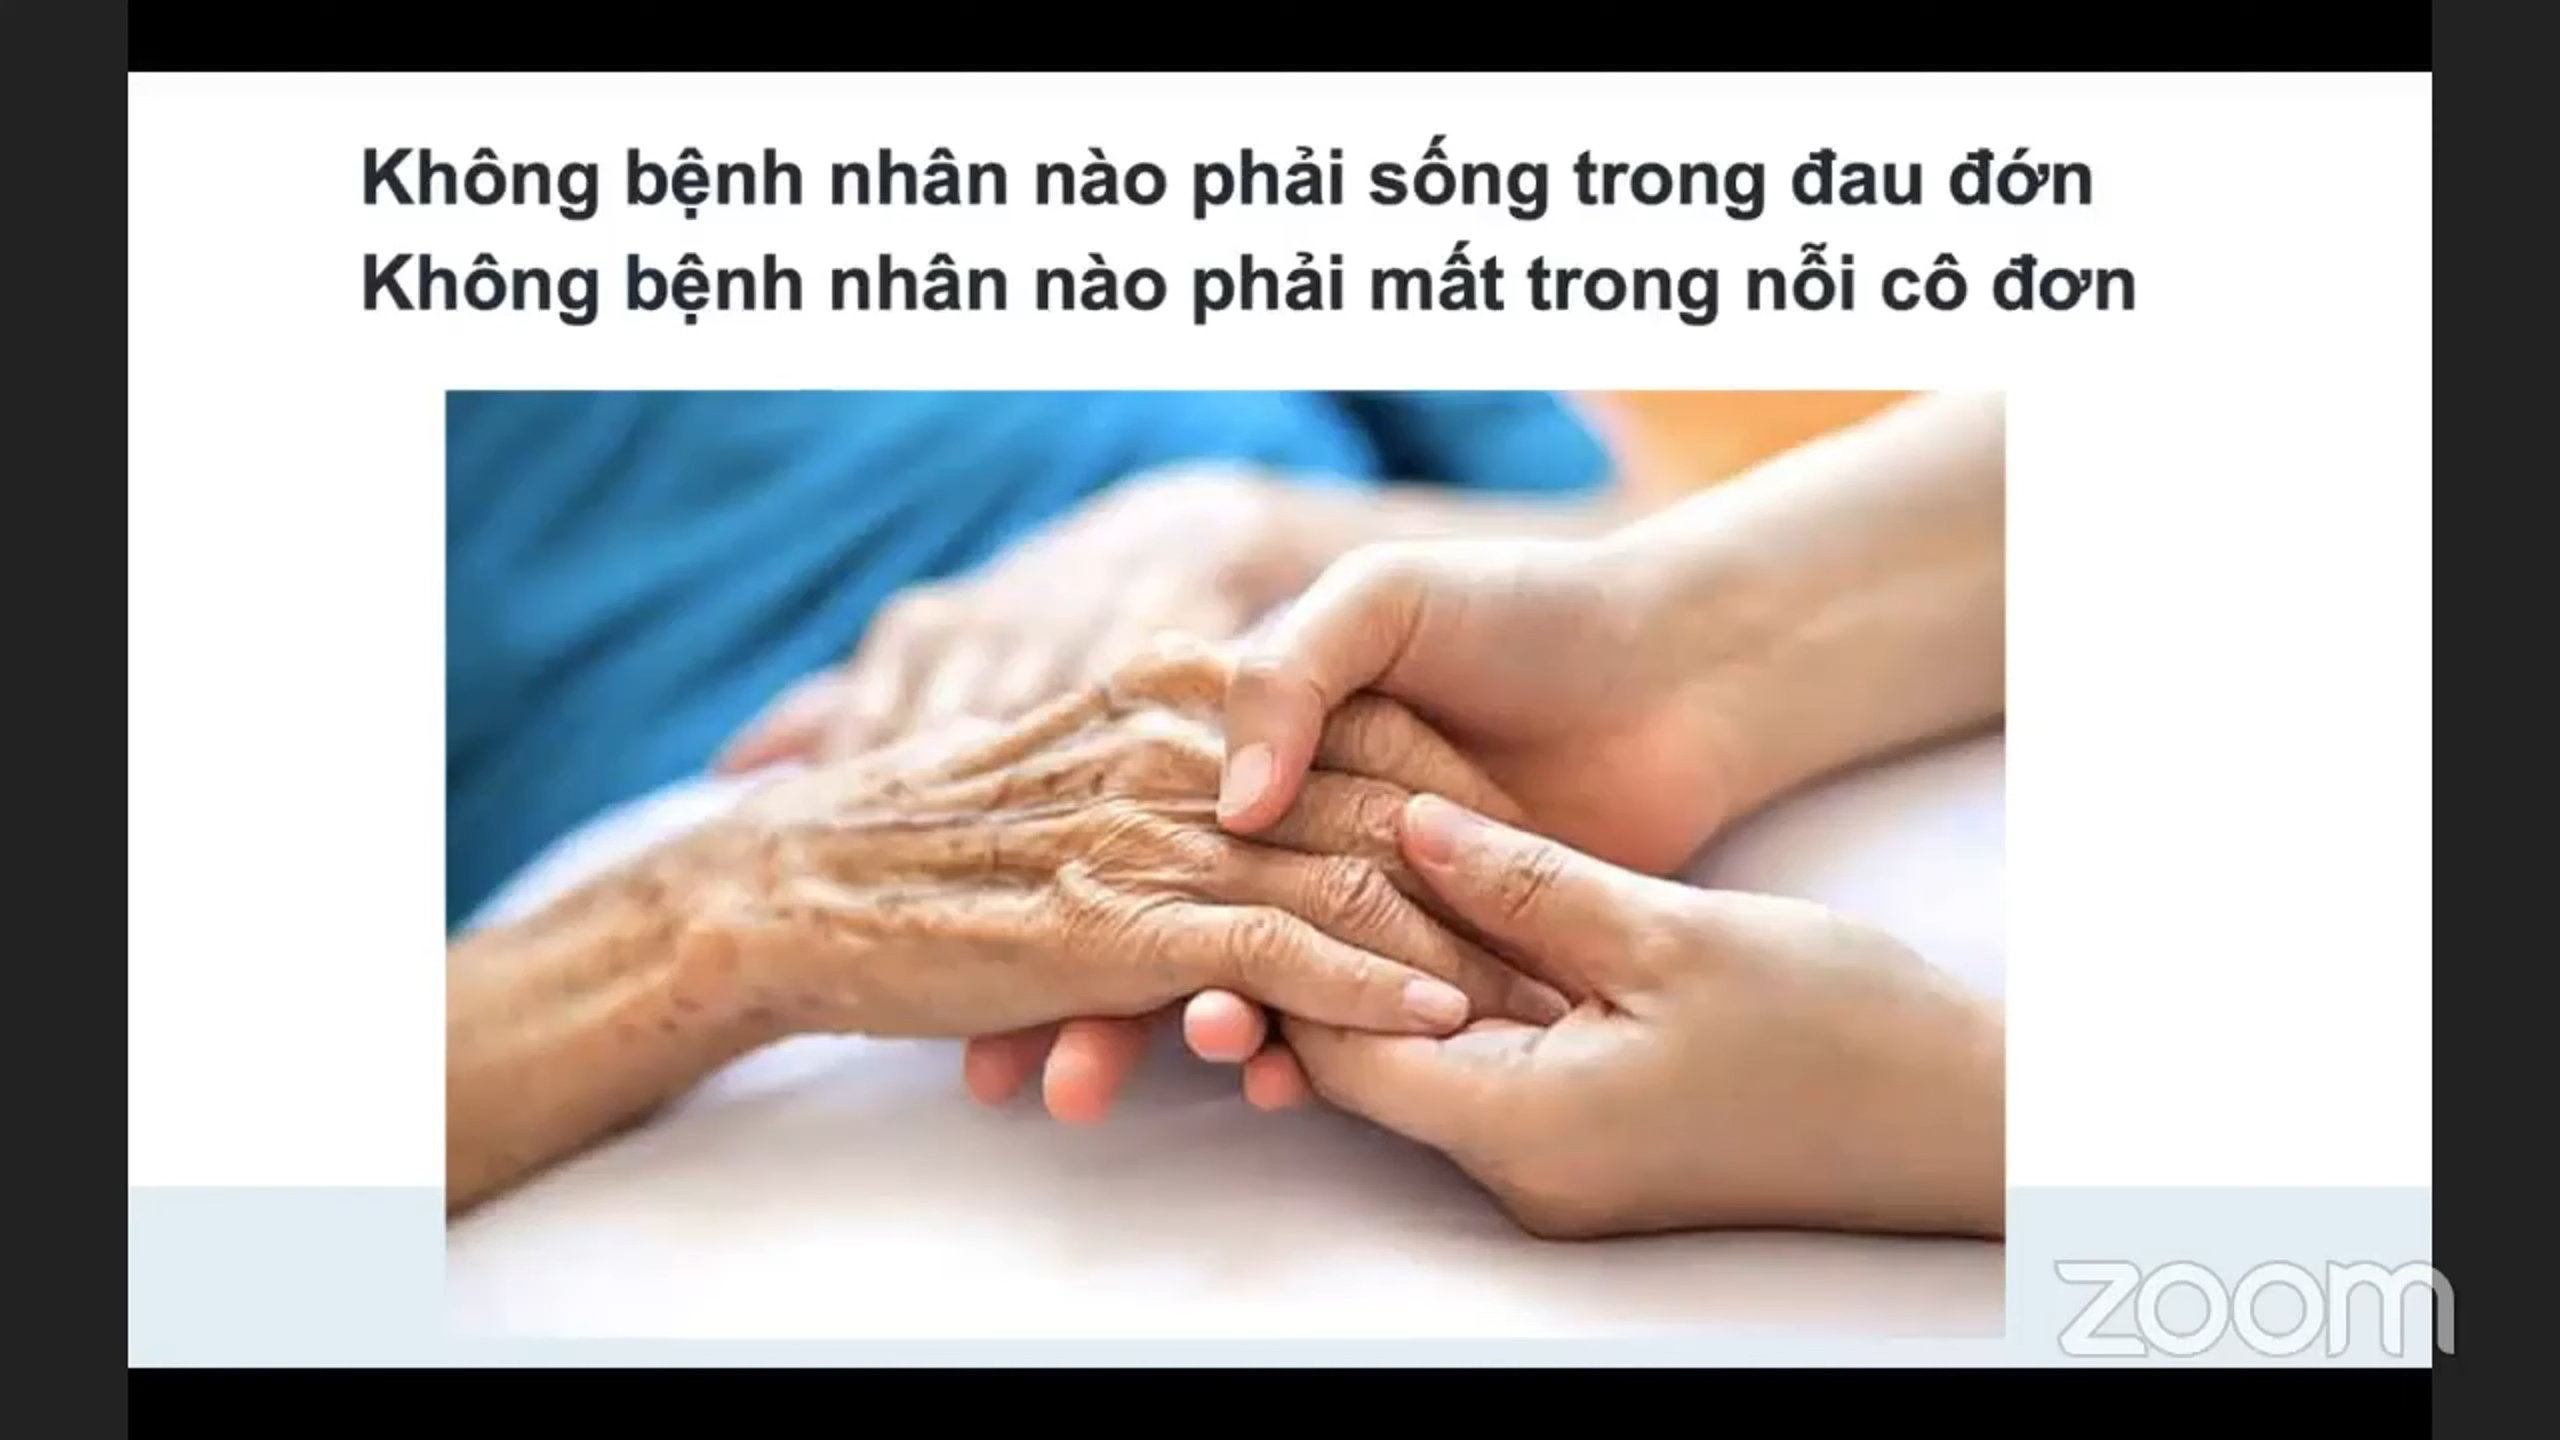 Không bệnh nhân nào phải sống trong đau đớn
Không bệnh nhân nào phải mất trong nỗi cô đơn
zoom